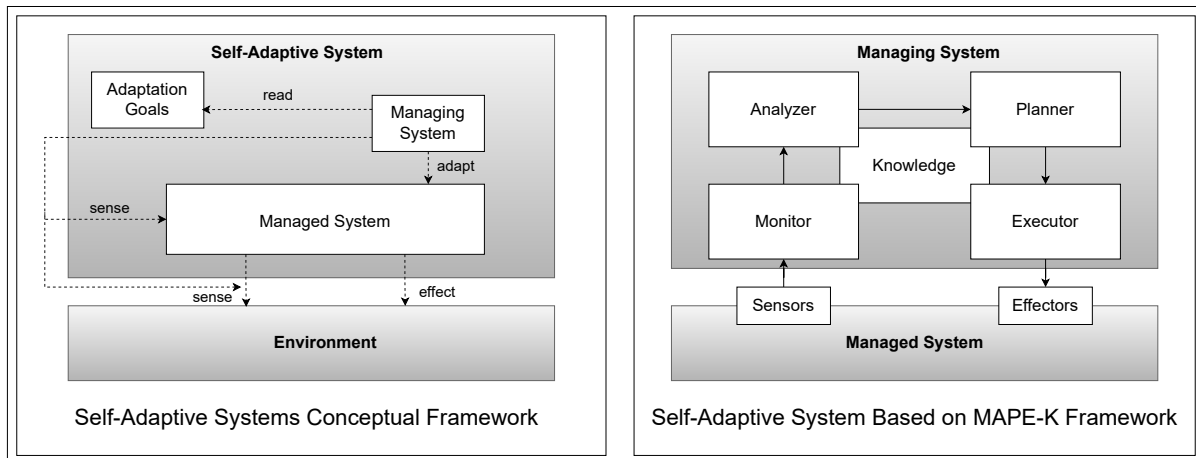 Self-Adaptive System
Adaptation
Goals
read
Managing
System
adapt
sense
Managed System
sense
effect
Environment
Self-Adaptive Systems Conceptual Framework
Managing System
Analyzer
Planner
Knowledge
Monitor
Executor
Sensors
Effectors
Managed System
Self-Adaptive System Based on MAPE-K Framework